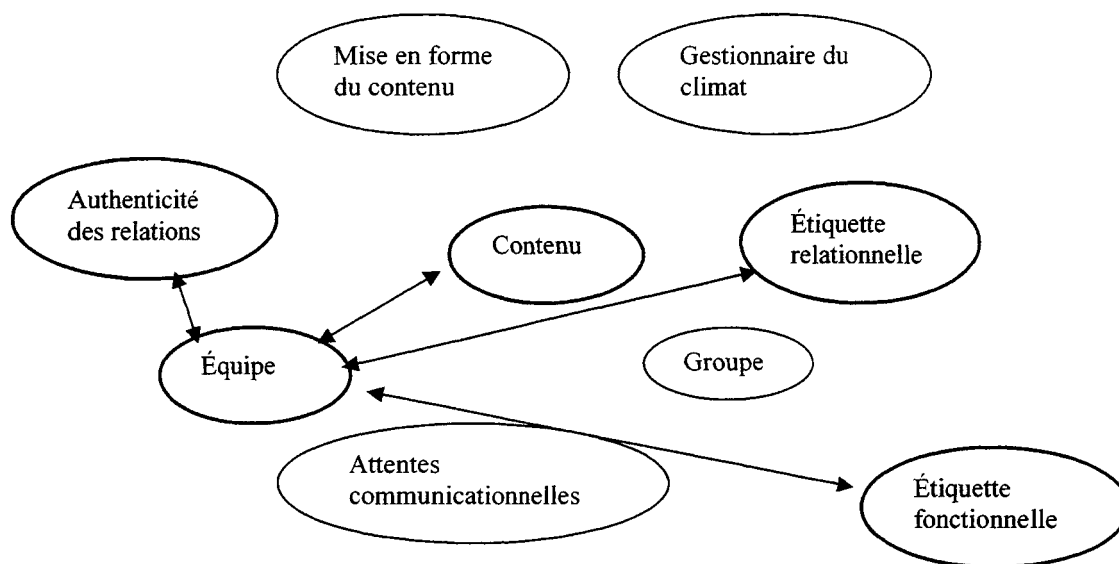 Mise en forme
du contenu
Gestionnaire du
climat
Authenticité
des relations
Contenu
Étiquette
relationnelle
Équipe
Groupe
Attentes
communicationnelles
Étiquette
fonctionnelle